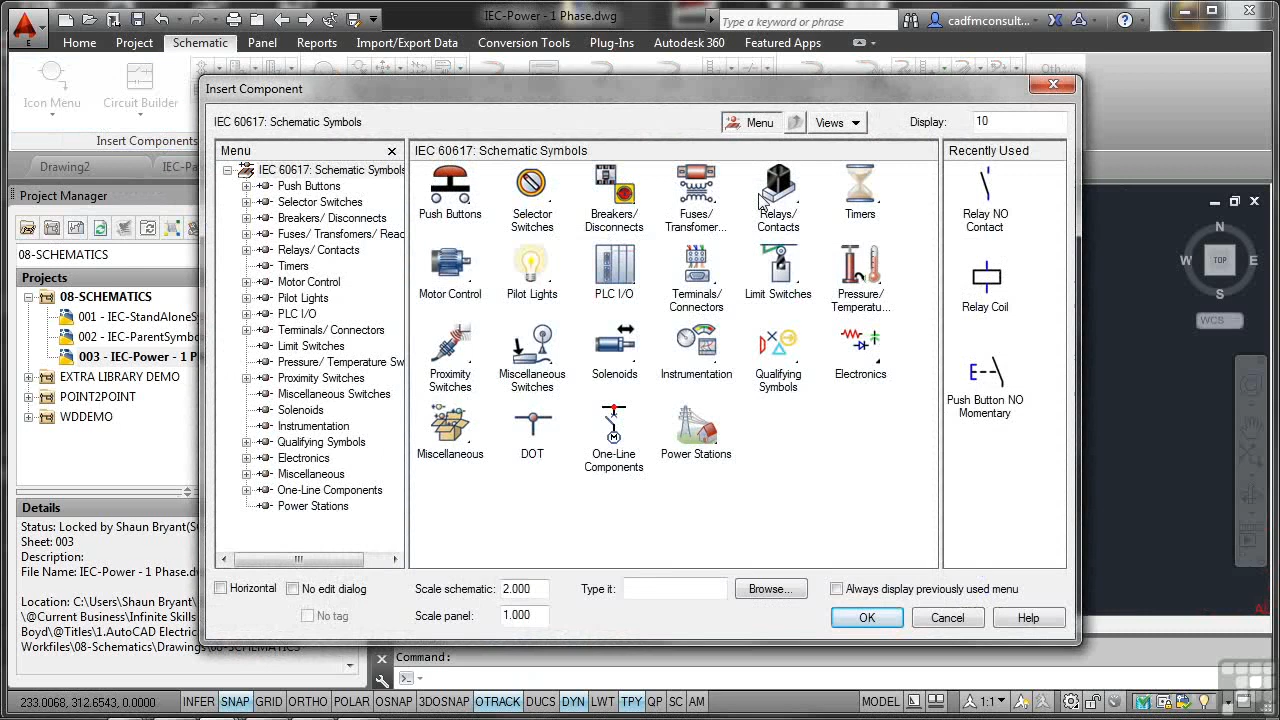 IEC-Power - 1 Phase.dwg
Type a keyword or phrase
cadfmconsult...
E
Home Project Schematic Panel Reports Import/Export Data Conversion Tools Plug-Ins Autodesk 360 Featured Apps
Icon Menu
Circuit Builder
Insert Components
Drawing2
Project Manager
08-SCHEMATICS
Projects
08-SCHEMATICS
001 - IEC-StandAloneS
002 - IEC-ParentSymbo
003 - IEC-Power - 1 P
EXTRA LIBRARY DEMO
POINT2POINT
WDDEMO
Details
Status: Locked by Shaun Bryant(S
Sheet: 003
Description:
File Name: IEC-Power - 1 Phase.dw
Location: C:\Users\Shaun Bryant\
\@Current Business\Infinite Skills
Boyd\@Titles\1.AutoCAD Electric
Workfiles\08-Schematics\Drawings\08-SCHEMATICS
Insert Component
IEC 60617: Schematic Symbols
Menu
Views
Display:
10
Menu
IEC 60617: Schematic Symbols
Push Buttons
Selector Switches
Breakers/ Disconnects
Fuses/ Transfomers/ Reac
Relays/ Contacts
Timers
Motor Control
Pilot Lights
PLC I/O
Terminals/ Connectors
Limit Switches
Pressure/ Temperature Sw
Proximity Switches
Miscellaneous Switches
Solenoids
Instrumentation
Qualifying Symbols
Electronics
Miscellaneous
One-Line Components
Power Stations
IEC 60617: Schematic Symbols
Push Buttons
Selector
Switches
Breakers/
Disconnects
Fuses/
Transfomer...
Relays/
Contacts
Timers
Motor Control
Pilot Lights
PLC I/O
Terminals/
Connectors
Limit Switches
Pressure/
Temperatu...
Proximity
Switches
Miscellaneous
Switches
Solenoids
Instrumentation
Qualifying
Symbols
Electronics
Miscellaneous
DOT
One-Line
Components
Power Stations
Recently Used
Relay NO
Contact
Relay Coil
Push Button NO
Momentary
Horizontal
No edit dialog
No tag
Scale schematic: 2.000
Scale panel: 1.000
Type it:
Browse...
Always display previously used menu
OK
Cancel
Help
N
W TOP E
S
WCS
Command:
233.0068, 312.6543, 0.0000
INFER SNAP GRID ORTHO POLAR OSNAP 3DOSNAP OTRACK DUCS DYN LWT TPY QP SC AM
MODEL
1:1